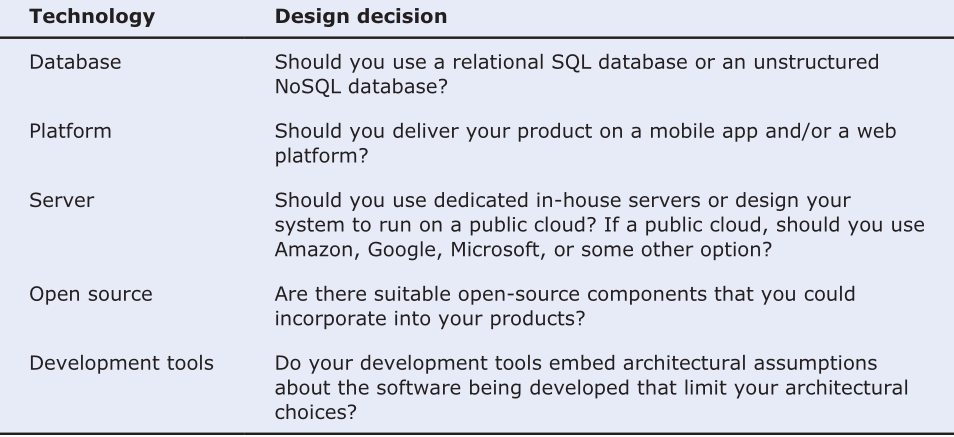 Technology Design decision
Database Should you use a relational SQL database or an unstructured
NoSQL database?
Platform Should you deliver your product on a mobile app and/or a web
platform?
Server Should you use dedicated in-house servers or design your
system to run on a public cloud? If a public cloud, should you use
Amazon, Google, Microsoft, or some other option?
Open source Are there suitable open-source components that you could
incorporate into your products?
Development tools Do your development tools embed architectural assumptions
about the software being developed that limit your architectural
choices?